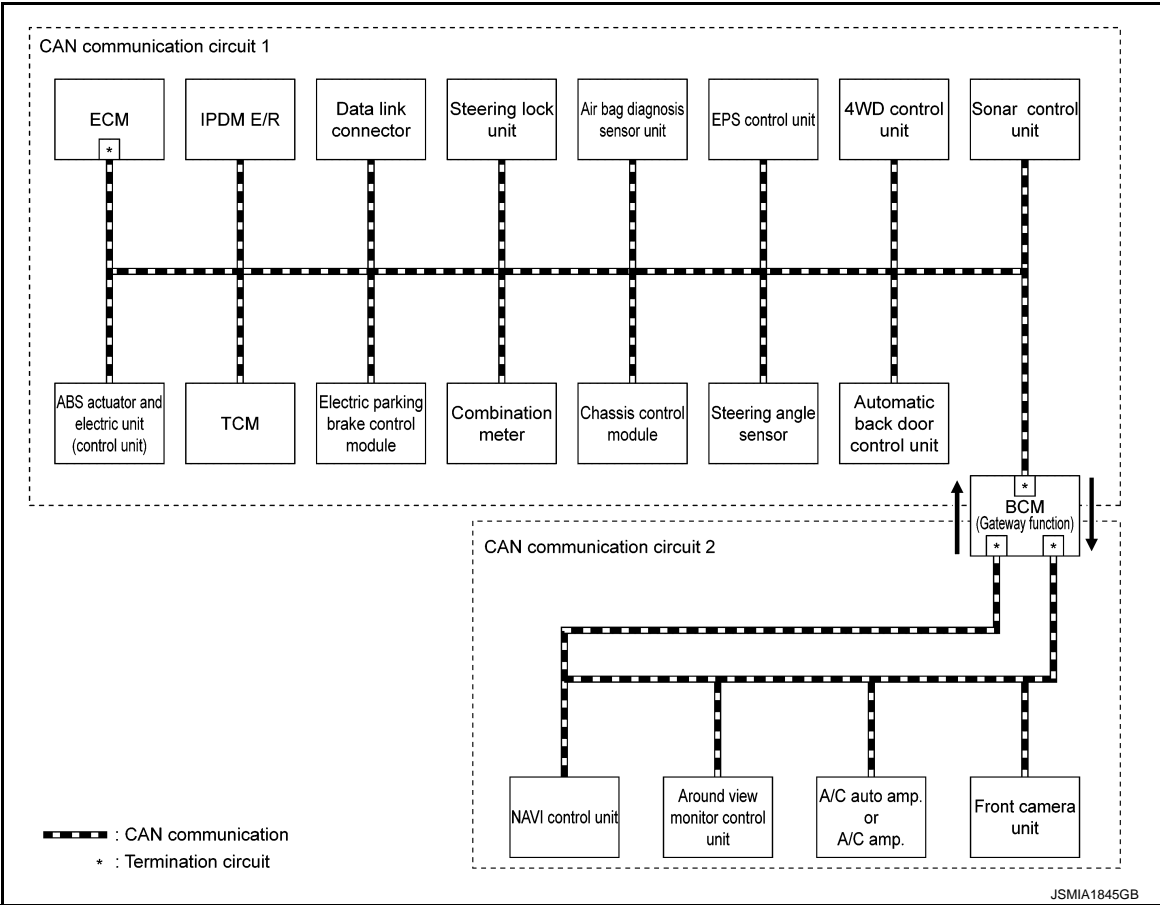 CAN communication circuit 1
ECM
*
IPDM E/R
Data link
connector
Steering lock
unit
Air bag diagnosis
sensor unit
EPS control unit
4WD control
unit
Sonar control
unit
ABS actuator and
electric unit
(control unit)
TCM
Electric parking
brake control
module
Combination
meter
Chassis control
module
Steering angle
sensor
Automatic
back door
control unit
*
BCM
(Gateway function)
*
*
CAN communication circuit 2
NAVI control unit
Around view
monitor control
unit
A/C auto amp.
or
A/C amp.
Front camera
unit
: CAN communication
* : Termination circuit
JSMIA1845GB